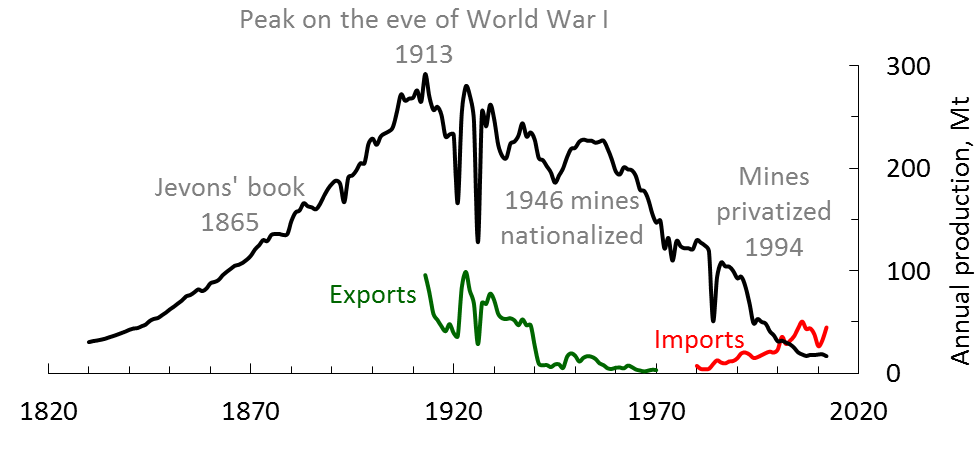 Peak on the eve of World War I
1913
Jevons' book
1865
1946 mines
nationalized
Mines
privatized
1994
Exports
Imports
300
200
100
0
Annual production, Mt
1820
1870
1920
1970
2020